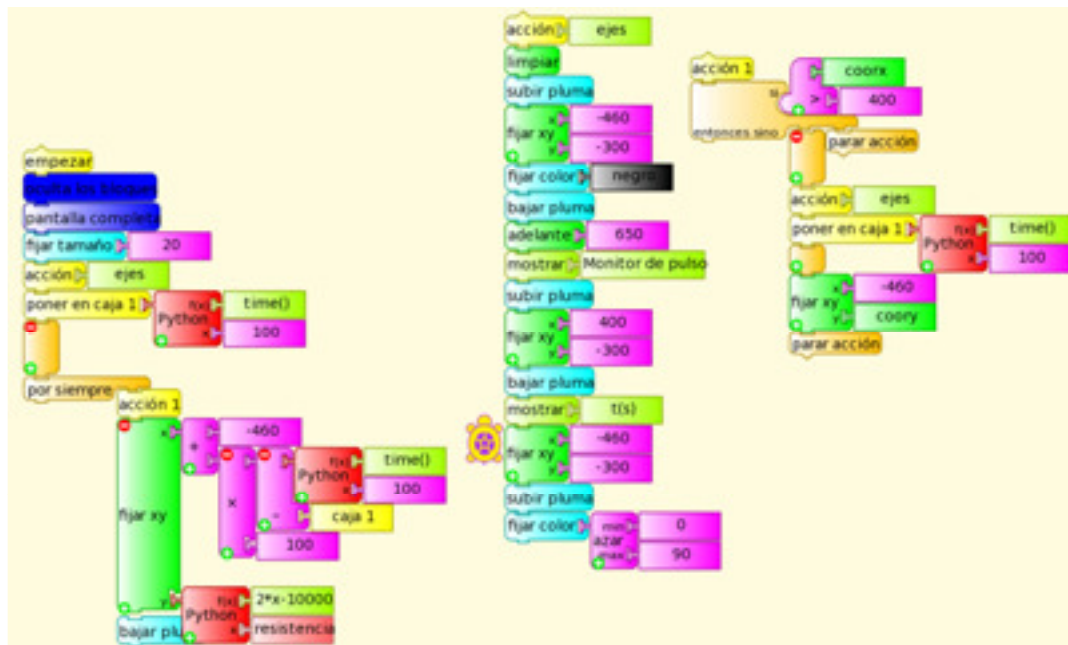 empezar
oculta los bloques
pantalla completa
fijar tamaño 20
acción ejes
poner en caja 1 Python f(x) time()
x 100
por siempre
acción 1
fijar xy x + -460
× - Python f(x) time()
x 100
caja 1
100
y Python f(x) 2*x-10000
x resistencia
bajar plu
acción ejes
limpiar
subir pluma
fijar xy x -460
y -300
fijar color negro
bajar pluma
adelante 650
mostrar Monitor de pulso
subir pluma
fijar xy x 400
y -300
bajar pluma
mostrar t(s)
fijar xy x -460
y -300
subir pluma
fijar color azar min 0
max 90
acción 1
si coorx
> 400
entonces sino
parar acción
acción ejes
poner en caja 1 Python f(x) time()
x 100
fijar xy x -460
y coory
parar acción